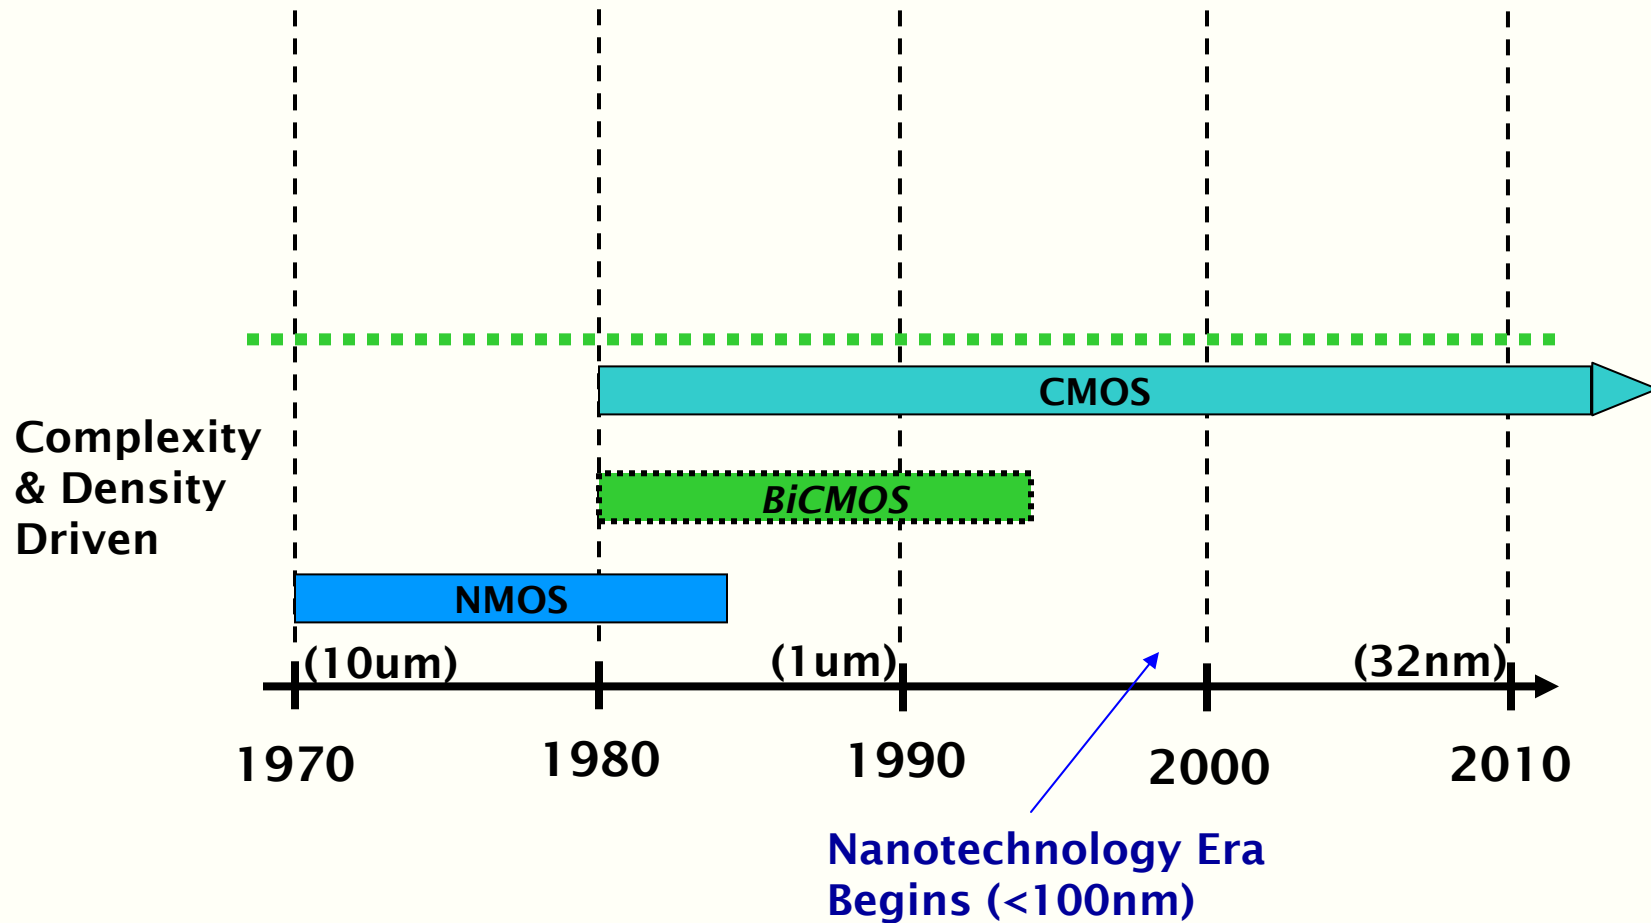 CMOS
Complexity
& Density
Driven
BiCMOS
NMOS
(10um)
(1um)
(32nm)
1970
1980
1990
2000
2010
Nanotechnology Era
Begins (<100nm)